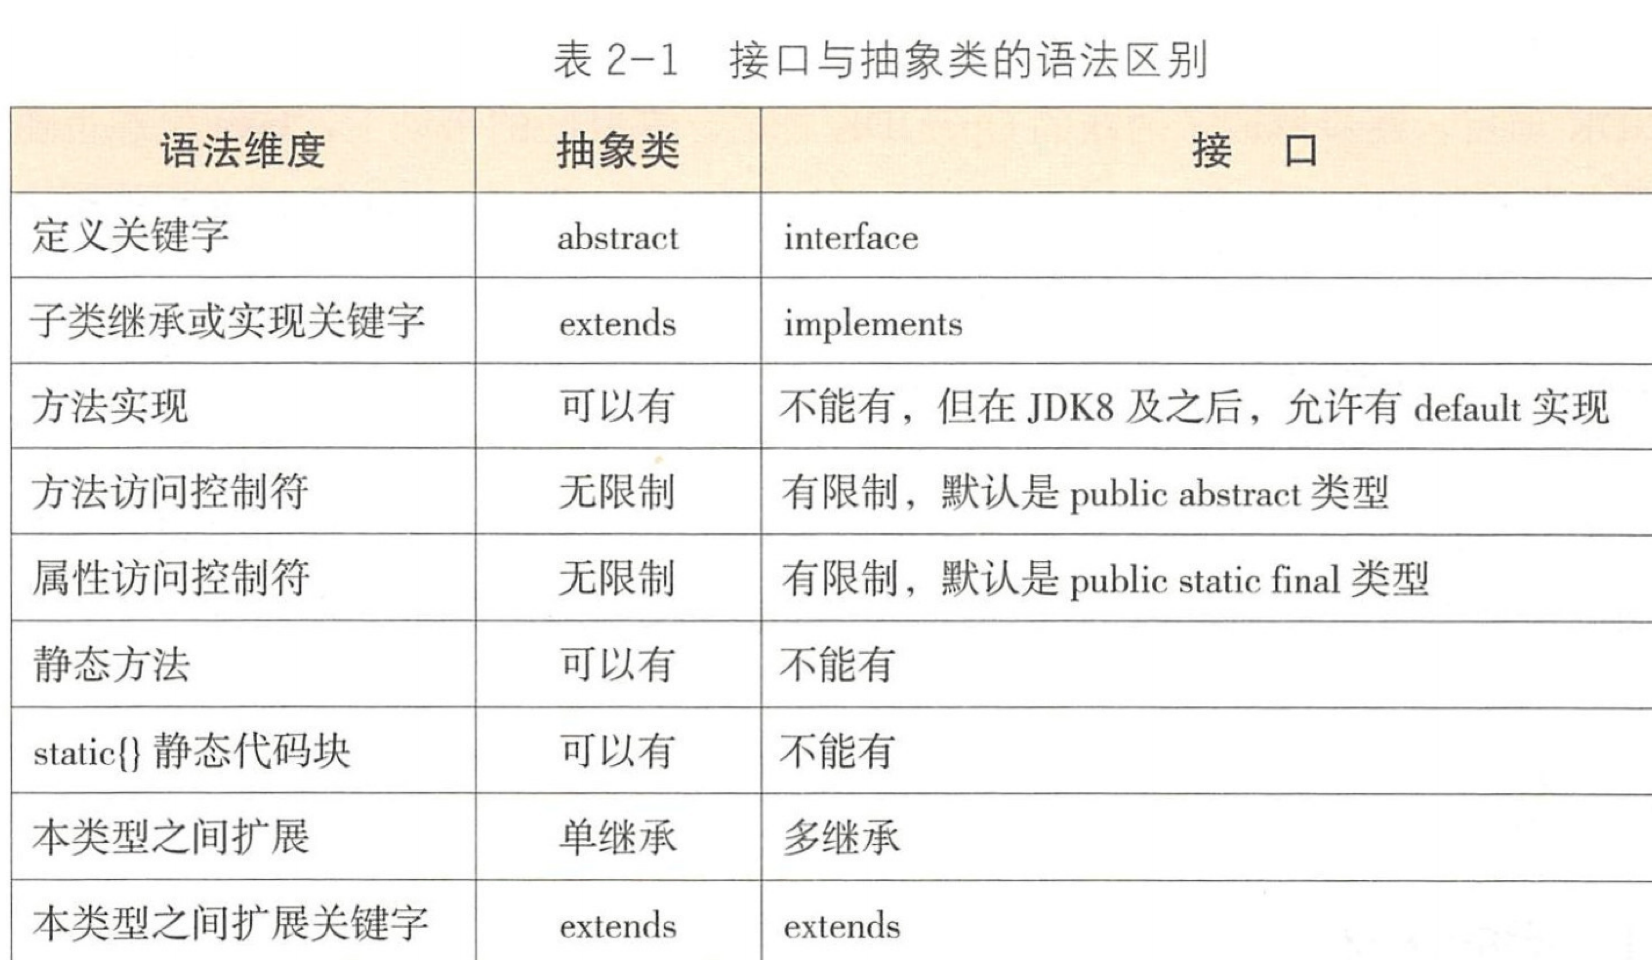 表 2-1 接口与抽象类的语法区别
语法维度 抽象类 接 口
定义关键字 abstract interface
子类继承或实现关键字 extends implements
方法实现 可以有 不能有，但在 JDK8 及之后，允许有 default 实现
方法访问控制符 无限制 有限制，默认是 public abstract 类型
属性访问控制符 无限制 有限制，默认是 public static final 类型
静态方法 可以有 不能有
static{} 静态代码块 可以有 不能有
本类型之间扩展 单继承 多继承
本类型之间扩展关键字 extends extends